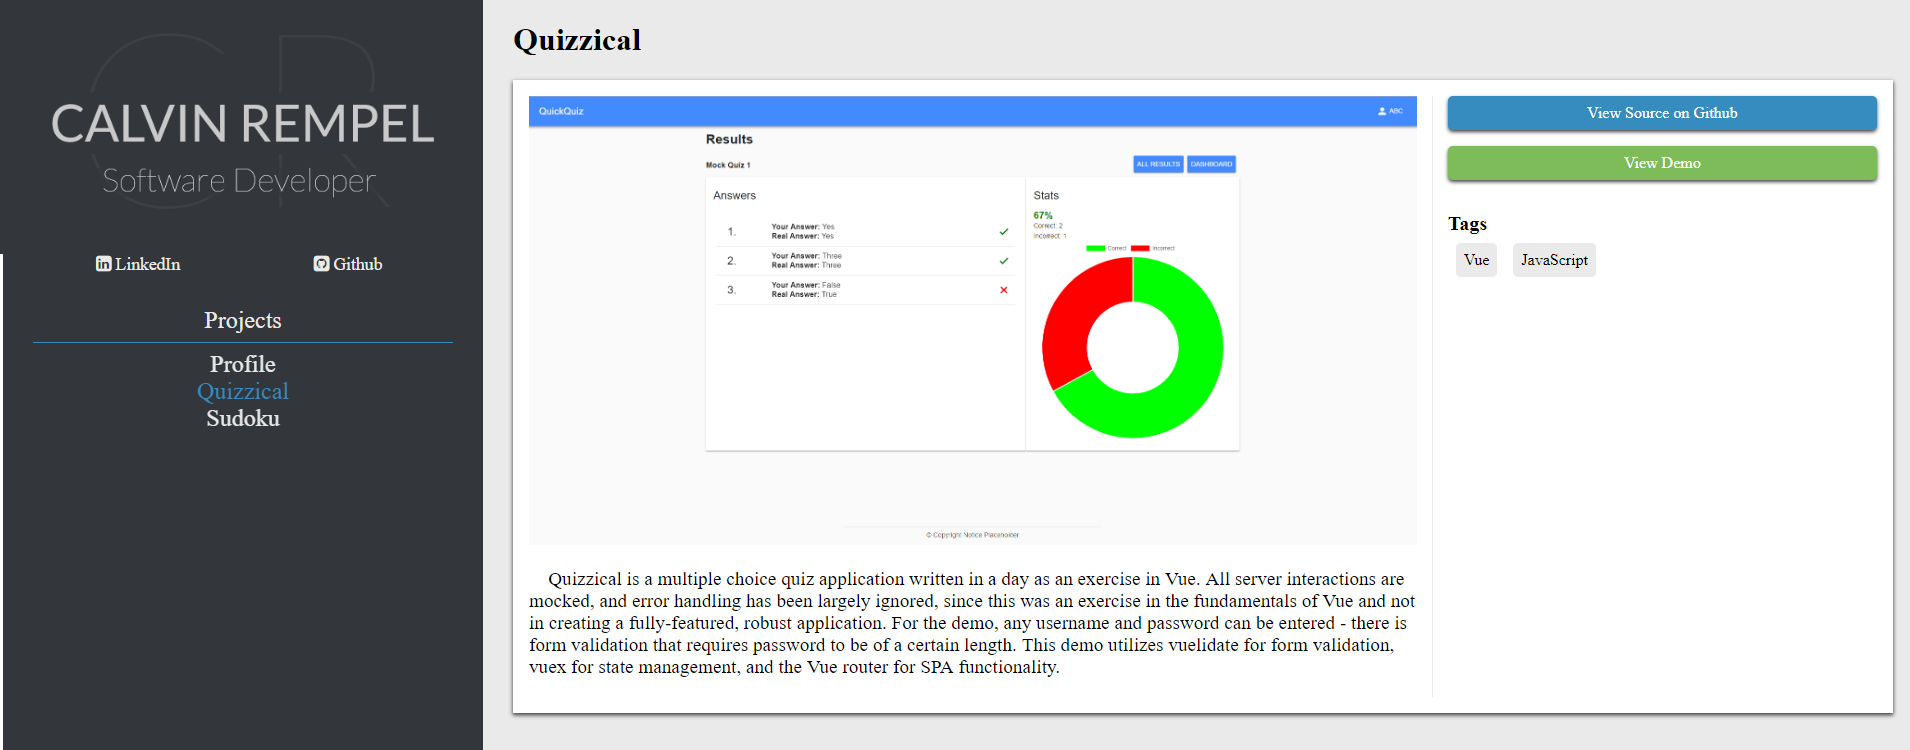 CALVIN REMPEL
Software Developer
LinkedIn
Github
Projects
Profile
Quizzical
Sudoku
Quizzical
QuickQuiz
ABC
Results
Mock Quiz 1
ALL RESULTS
DASHBOARD
Answers
1.
Your Answer: Yes
Real Answer: Yes
2.
Your Answer: Three
Real Answer: Three
3.
Your Answer: False
Real Answer: True
Stats
67%
Correct: 2
Incorrect: 1
Correct
Incorrect
© Copyright Notice Placeholder
Quizzical is a multiple choice quiz application written in a day as an exercise in Vue. All server interactions are
mocked, and error handling has been largely ignored, since this was an exercise in the fundamentals of Vue and not
in creating a fully-featured, robust application. For the demo, any username and password can be entered - there is
form validation that requires password to be of a certain length. This demo utilizes vuelidate for form validation,
vuex for state management, and the Vue router for SPA functionality.
View Source on Github
View Demo
Tags
Vue
JavaScript